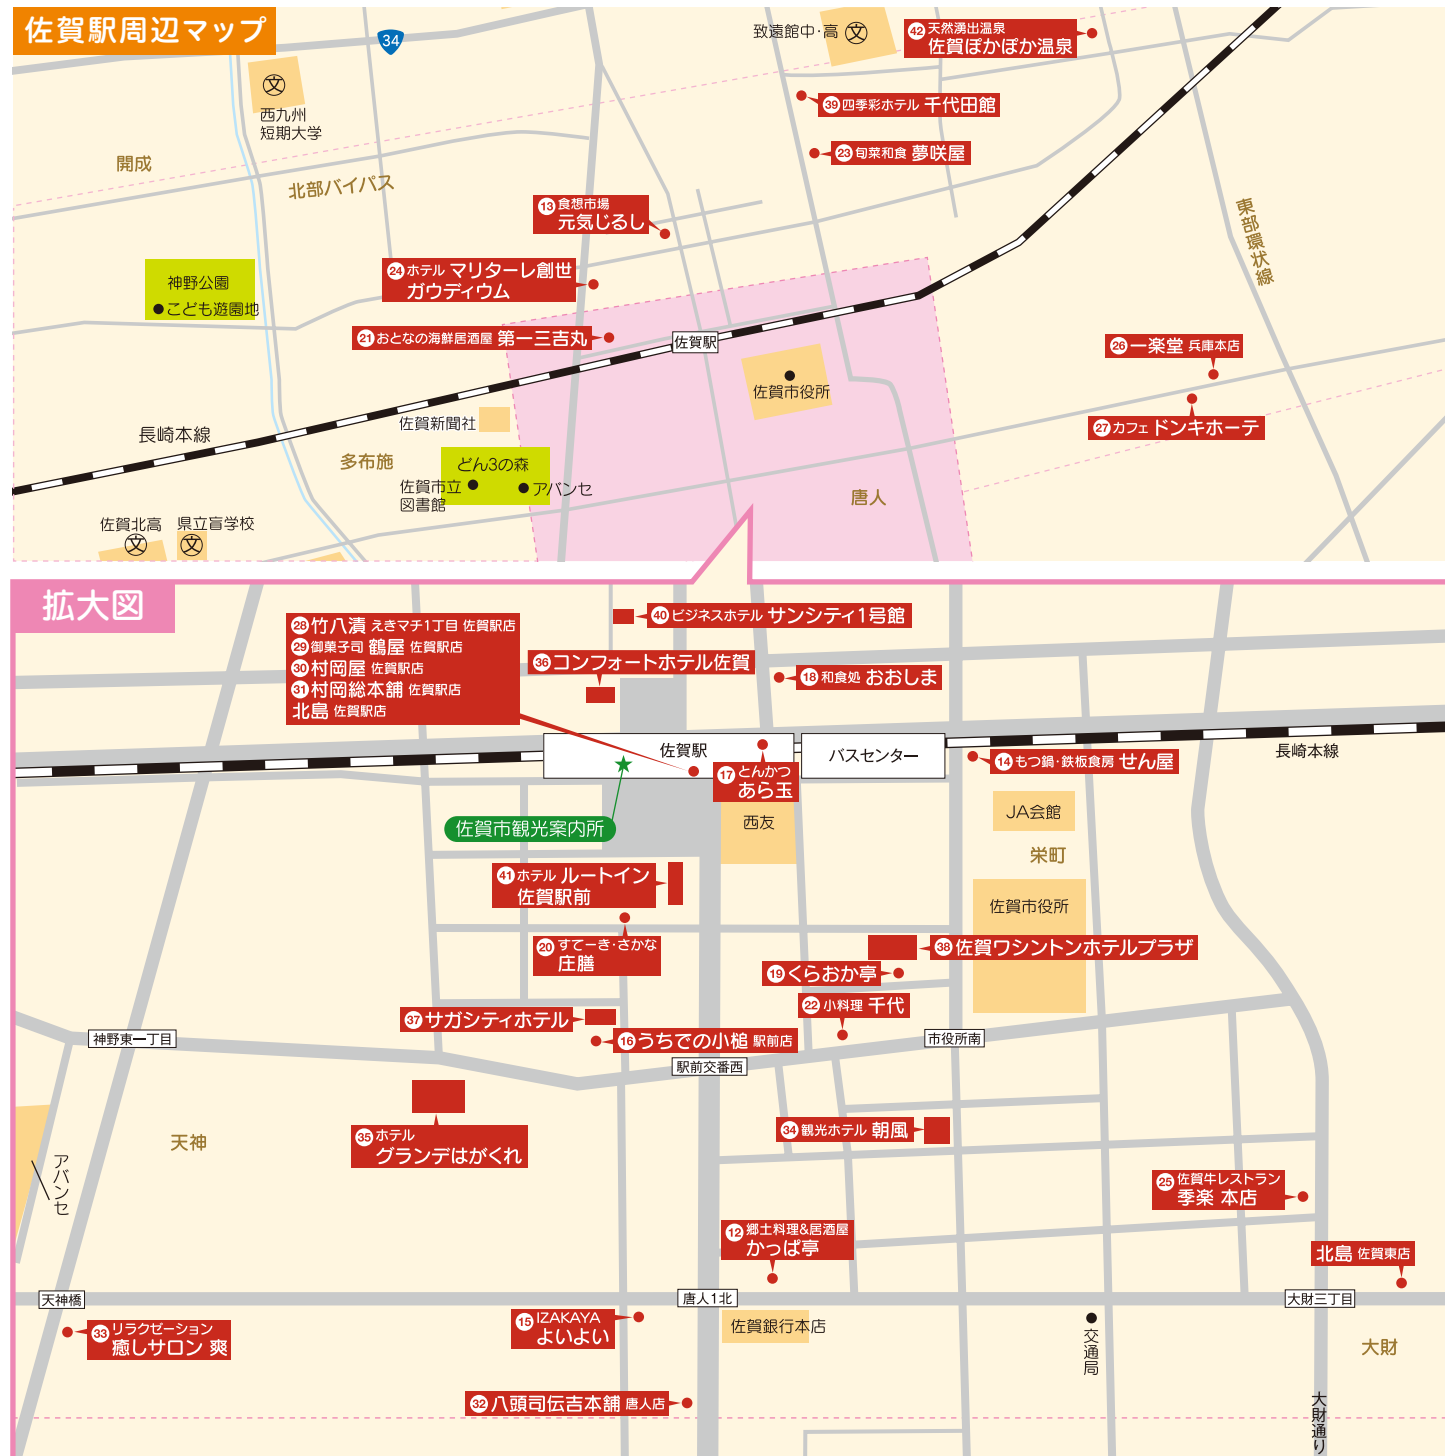 佐賀駅周辺マップ
34
致遠館中・高
文
42 天然湧出温泉
佐賀ぽかぽか温泉
文
西九州
短期大学
39 四季彩ホテル 千代田館
開成
23 旬菜和食 夢咲屋
北部バイパス
13 食想市場
元気じるし
東部環状線
24 ホテル マリターレ創世
ガウディウム
神野公園
こども遊園地
21 おとなの海鮮居酒屋 第一三吉丸
佐賀駅
26 一楽堂 兵庫本店
佐賀市役所
27 カフェ ドンキホーテ
佐賀新聞社
長崎本線
多布施
どん3の森
佐賀市立
図書館
アバンセ
唐人
佐賀北高
文
県立盲学校
文
拡大図
28 竹八漬 えきマチ1丁目 佐賀駅店
29 御菓子司 鶴屋 佐賀駅店
30 村岡屋 佐賀駅店
31 村岡総本舗 佐賀駅店
北島 佐賀駅店
40 ビジネスホテル サンシティ1号館
36 コンフォートホテル佐賀
18 和食処 おおしま
佐賀駅
バスセンター
長崎本線
17 とんかつ
あら玉
14 もつ鍋・鉄板食房 せん屋
佐賀市観光案内所
西友
JA会館
栄町
41 ホテル ルートイン
佐賀駅前
佐賀市役所
20 すてーき・さかな
庄膳
38 佐賀ワシントンホテルプラザ
19 くらおか亭
22 小料理 千代
37 サガシティホテル
16 うちでの小槌 駅前店
神野東一丁目
市役所南
駅前交番西
35 ホテル
グランデはがくれ
34 観光ホテル 朝風
天神
アバンセ
25 佐賀牛レストラン
季楽 本店
12 郷土料理&居酒屋
かっぱ亭
北島 佐賀東店
天神橋
唐人1北
大財三丁目
33 リラクゼーション
癒しサロン 爽
15 IZAKAYA
よいよい
佐賀銀行本店
交通局
大財
32 八頭司伝吉本舗 唐人店
大財通り